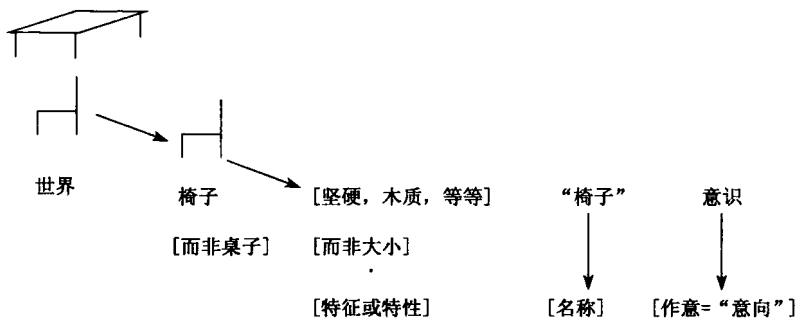 世界 椅子 [坚硬，木质，等等] “椅子” 意识
[而非桌子] [而非大小]
[特征或特性] [名称] [作意=“意向”]